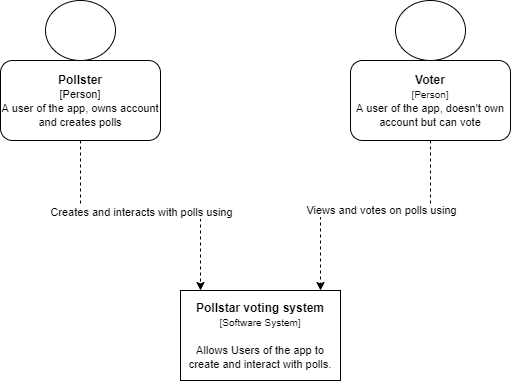 Pollster
[Person]
A user of the app, owns account
and creates polls
Voter
[Person]
A user of the app, doesn't own
account but can vote
Creates and interacts with polls using
Views and votes on polls using
Pollstar voting system
[Software System]
Allows Users of the app to
create and interact with polls.